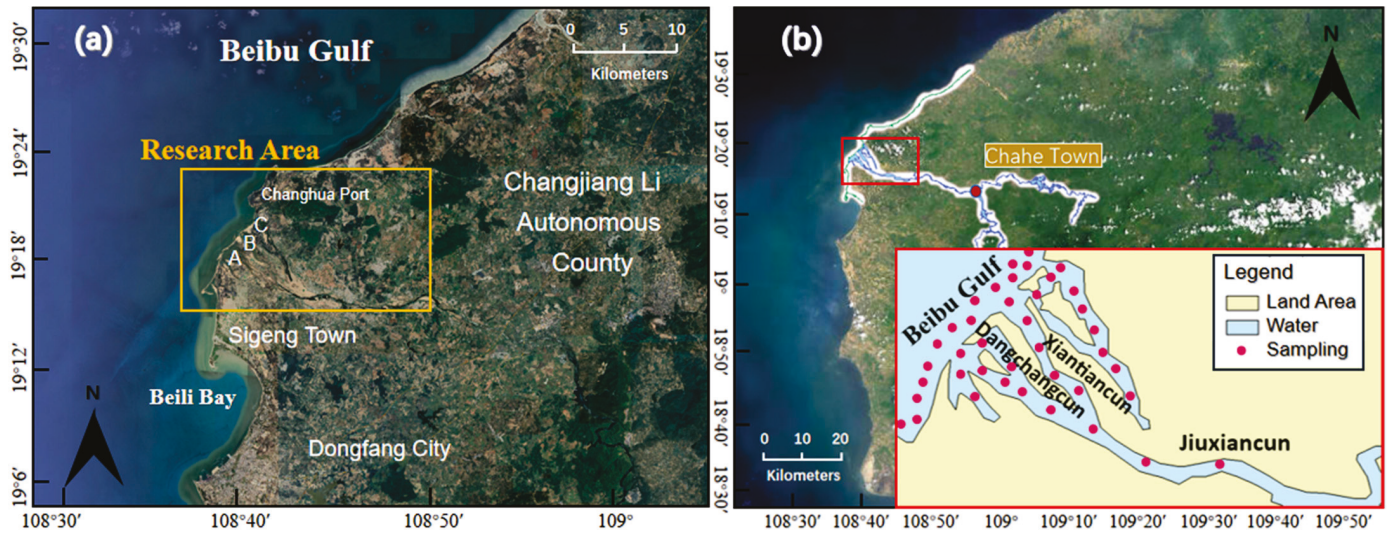 (a)
Beibu Gulf
0 5 10
Kilometers
Research Area
Changhua Port
C
B
A
Changjiang Li
Autonomous
County
Sigeng Town
Beili Bay
N
Dongfang City
19°30′
19°24′
19°18′
19°12′
19°6′
108°30′ 108°40′ 108°50′ 109°
(b)
N
Chahe Town
19°30′
19°20′
19°10′
19°
18°50′
18°40′
18°30′
0 10 20
Kilometers
Beibu Gulf
Dangchangcun
Xiantiancun
Jiuxiancun
Legend
Land Area
Water
Sampling
108°30′ 108°40′ 108°50′ 109° 109°10′ 109°20′ 109°30′ 109°40′ 109°50′